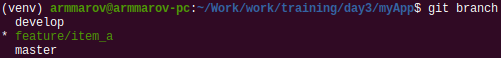 (venv) armmarov@armmarov-pc:~/Work/work/training/day3/myApp$ git branch
  develop
* feature/item_a
  master